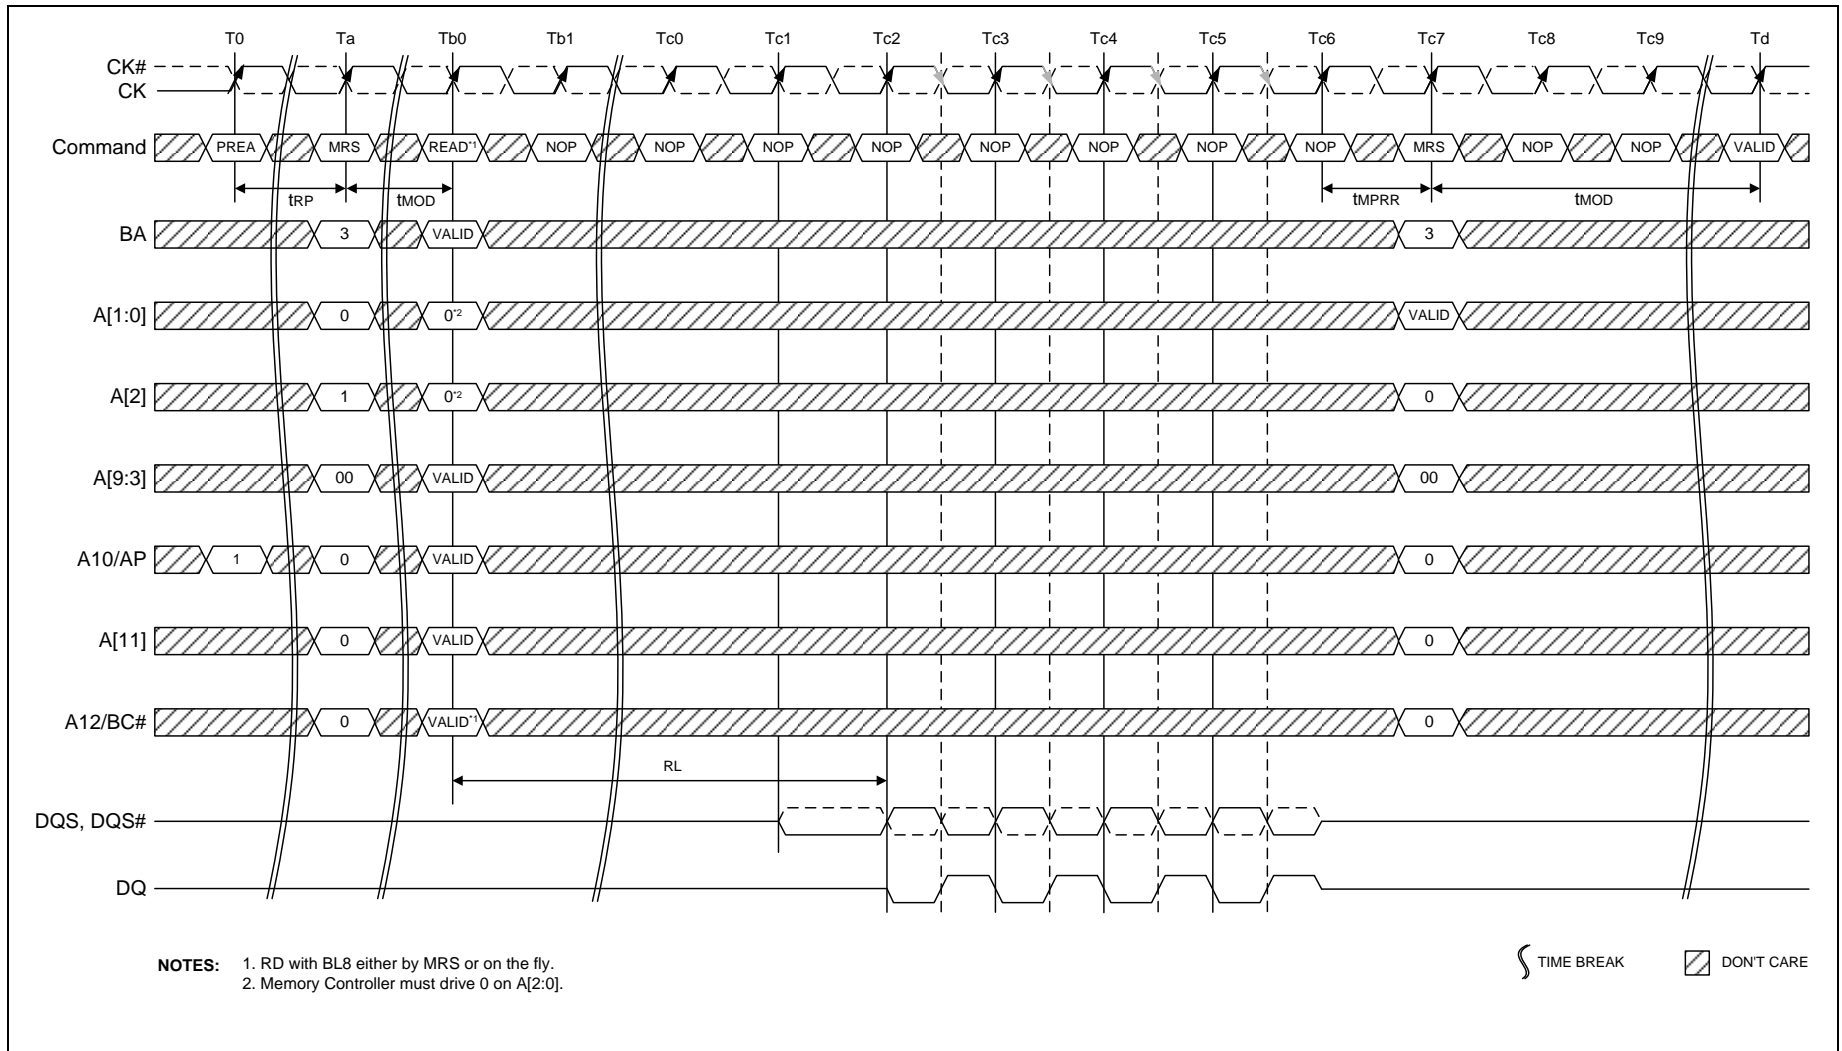 T0 Ta Tb0 Tb1 Tc0 Tc1 Tc2 Tc3 Tc4 Tc5 Tc6 Tc7 Tc8 Tc9 Td
CK#
CK
Command PREA MRS READ*1 NOP NOP NOP NOP NOP NOP NOP NOP MRS NOP NOP VALID
tRP tMOD tMPRR tMOD
BA 3 VALID 3
A[1:0] 0 0*2 VALID
A[2] 1 0*2 0
A[9:3] 00 VALID 00
A10/AP 1 0 VALID 0
A[11] 0 VALID 0
A12/BC# 0 VALID*1 0
RL
DQS, DQS#
DQ
NOTES: 1. RD with BL8 either by MRS or on the fly.
2. Memory Controller must drive 0 on A[2:0].
TIME BREAK DON'T CARE